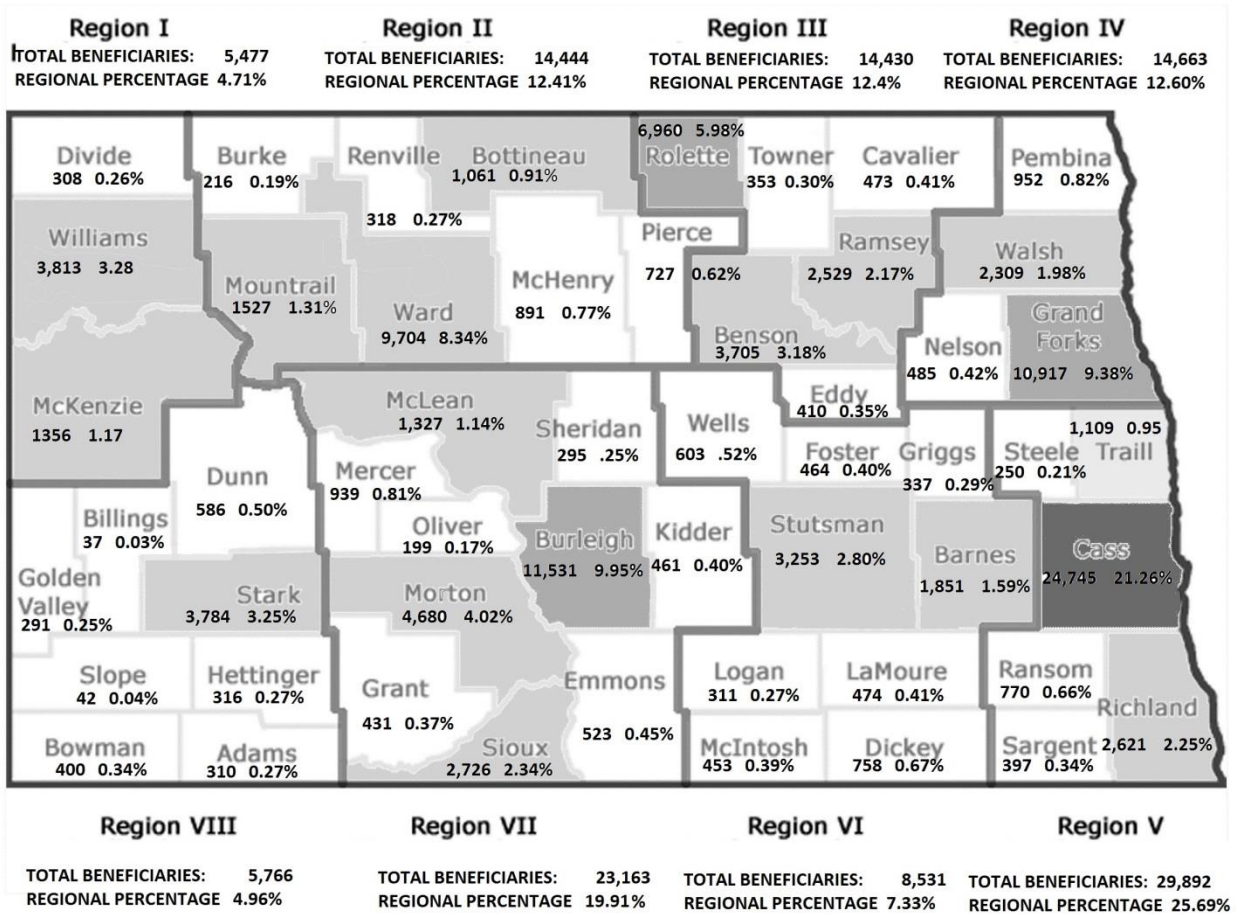 Region I
TOTAL BENEFICIARIES: 5,477
REGIONAL PERCENTAGE 4.71%
Region II
TOTAL BENEFICIARIES: 14,444
REGIONAL PERCENTAGE 12.41%
Region III
TOTAL BENEFICIARIES: 14,430
REGIONAL PERCENTAGE 12.4%
Region IV
TOTAL BENEFICIARIES: 14,663
REGIONAL PERCENTAGE 12.60%
Divide
308 0.26%
Burke
216 0.19%
Renville
318 0.27%
Bottineau
1,061 0.91%
6,960 5.98%
Rolette
Towner
353 0.30%
Cavalier
473 0.41%
Pembina
952 0.82%
Williams
3,813 3.28
Mountrail
1527 1.31%
Ward
9,704 8.34%
McHenry
891 0.77%
Pierce
727 0.62%
Ramsey
2,529 2.17%
Walsh
2,309 1.98%
Benson
3,705 3.18%
Nelson
485 0.42%
Grand
Forks
10,917 9.38%
McKenzie
1356 1.17
Dunn
586 0.50%
McLean
1,327 1.14%
Mercer
939 0.81%
Oliver
199 0.17%
Sheridan
295 .25%
Wells
603 .52%
Eddy
410 0.35%
Foster
464 0.40%
Griggs
337 0.29%
Steele
250 0.21%
1,109 0.95
Traill
Billings
37 0.03%
Golden
Valley
291 0.25%
Stark
3,784 3.25%
Morton
4,680 4.02%
Burleigh
11,531 9.95%
Kidder
461 0.40%
Stutsman
3,253 2.80%
Barnes
1,851 1.59%
Cass
24,745 21.26%
Slope
42 0.04%
Hettinger
316 0.27%
Grant
431 0.37%
Emmons
523 0.45%
Logan
311 0.27%
LaMoure
474 0.41%
Ransom
770 0.66%
Richland
2,621 2.25%
Bowman
400 0.34%
Adams
310 0.27%
Sioux
2,726 2.34%
McIntosh
453 0.39%
Dickey
758 0.67%
Sargent
397 0.34%
Region VIII
TOTAL BENEFICIARIES: 5,766
REGIONAL PERCENTAGE 4.96%
Region VII
TOTAL BENEFICIARIES: 23,163
REGIONAL PERCENTAGE 19.91%
Region VI
TOTAL BENEFICIARIES: 8,531
REGIONAL PERCENTAGE 7.33%
Region V
TOTAL BENEFICIARIES: 29,892
REGIONAL PERCENTAGE 25.69%